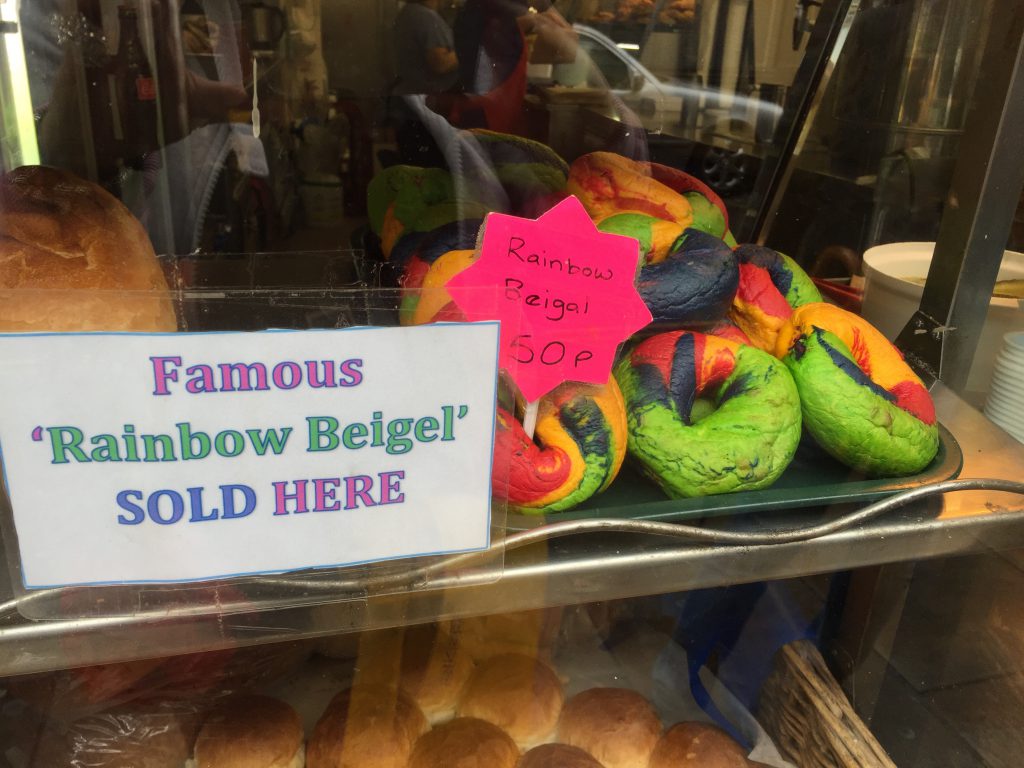 Rainbow
Beigal
50p
Famous
'Rainbow Beigel'
SOLD HERE